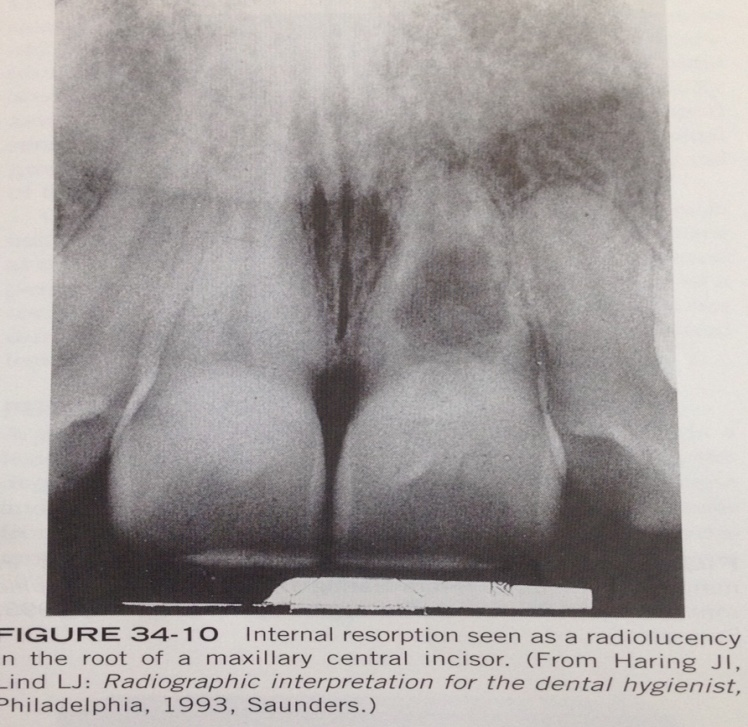 FIGURE 34-10 Internal resorption seen as a radiolucency
in the root of a maxillary central incisor. (From Haring JI,
Lind LJ: Radiographic interpretation for the dental hygienist,
Philadelphia, 1993, Saunders.)